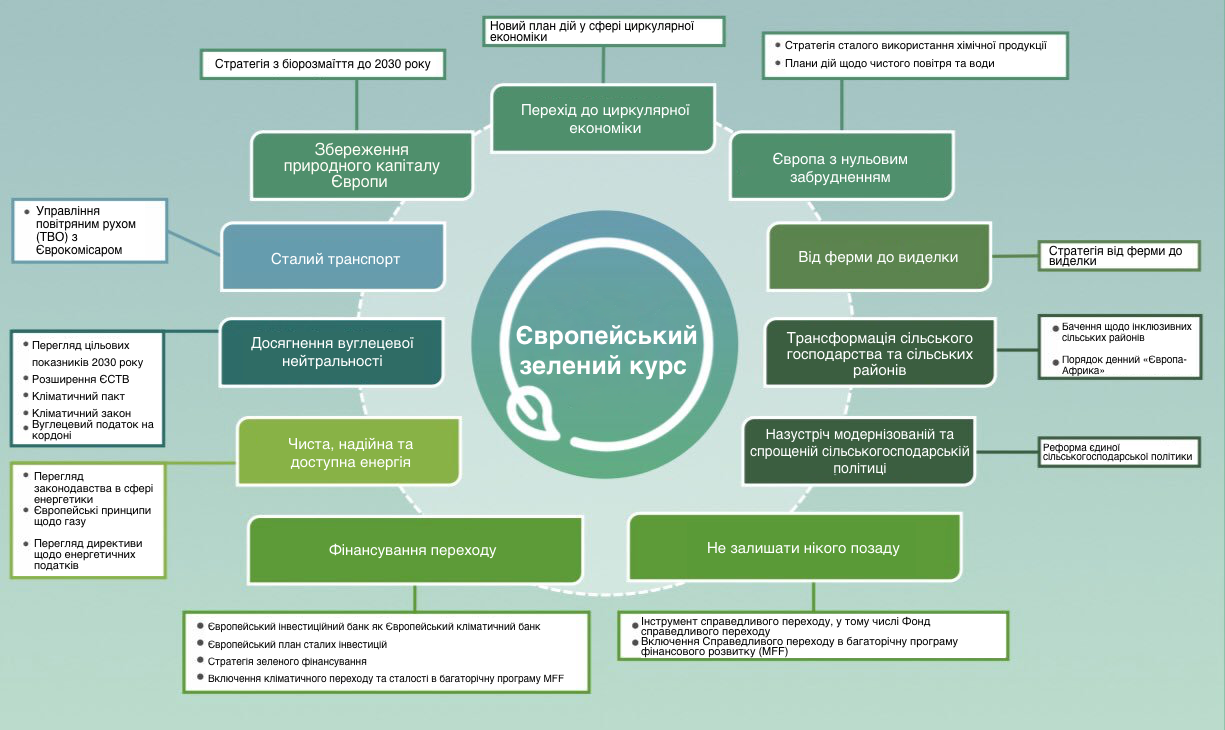 Новий план дій у сфері циркулярної
економіки
Стратегія з біорозмаїття до 2030 року
• Стратегія сталого використання хімічної продукції
• Плани дій щодо чистого повітря та води
Перехід до циркулярної
економіки
Збереження
природного капіталу
Європи
Європа з нульовим
забрудненням
• Управління
повітряним рухом
(ТВО) з
Єврокомісаром
Сталий транспорт
Від ферми до виделки
Стратегія від ферми до
виделки
Європейський
зелений курс
• Перегляд цільових
показників 2030 року
• Розширення ЄСТВ
• Кліматичний пакт
• Кліматичний закон
• Вуглецевий податок на
кордоні
Досягнення вуглецевої
нейтральності
Трансформація сільського
господарства та сільських
районів
• Бачення щодо інклюзивних
сільських районів
• Порядок денний «Європа-
Африка»
Чиста, надійна та
доступна енергія
Назустріч модернізованій та
спрощеній сільськогосподарській
політиці
Реформа єдиної
сільськогосподарської політики
• Перегляд
законодавства в сфері
енергетики
• Європейські принципи
щодо газу
• Перегляд директиви
щодо енергетичних
податків
Фінансування переходу
Не залишати нікого позаду
• Європейський інвестиційний банк як Європейський кліматичний банк
• Європейський план сталих інвестицій
• Стратегія зеленого фінансування
• Включення кліматичного переходу та сталості в багаторічну програму MFF
• Інструмент справедливого переходу, у тому числі Фонд
справедливого переходу
• Включення Справедливого переходу в багаторічну програму
фінансового розвитку (MFF)